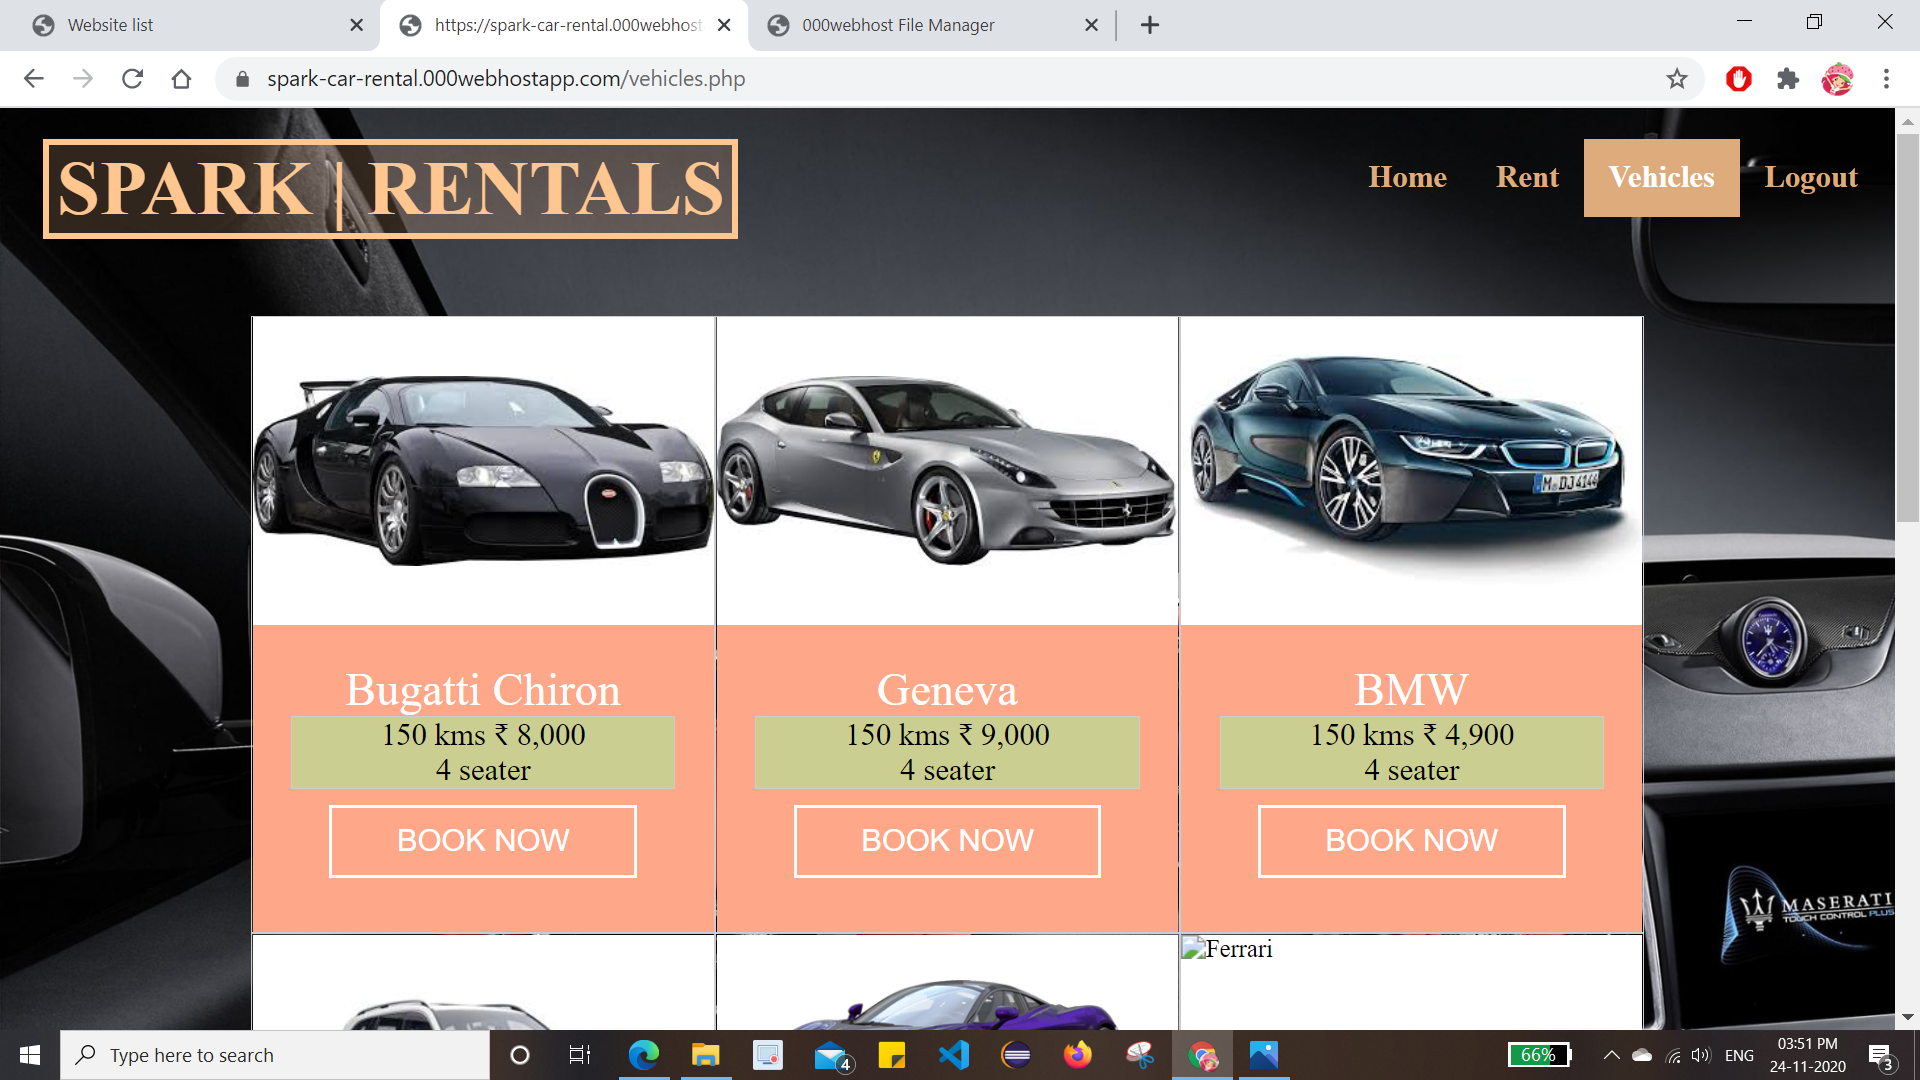 Website list
https://spark-car-rental.000webhost
000webhost File Manager
spark-car-rental.000webhostapp.com/vehicles.php
SPARK | RENTALS
Home Rent Vehicles Logout
M DJ 4144
Bugatti Chiron
150 kms ₹ 8,000
4 seater
BOOK NOW
Geneva
150 kms ₹ 9,000
4 seater
BOOK NOW
BMW
150 kms ₹ 4,900
4 seater
BOOK NOW
MASERATI
TOUCH CONTROL PLUS
Ferrari
Type here to search
4
66%
ENG
03:51 PM
24-11-2020
3